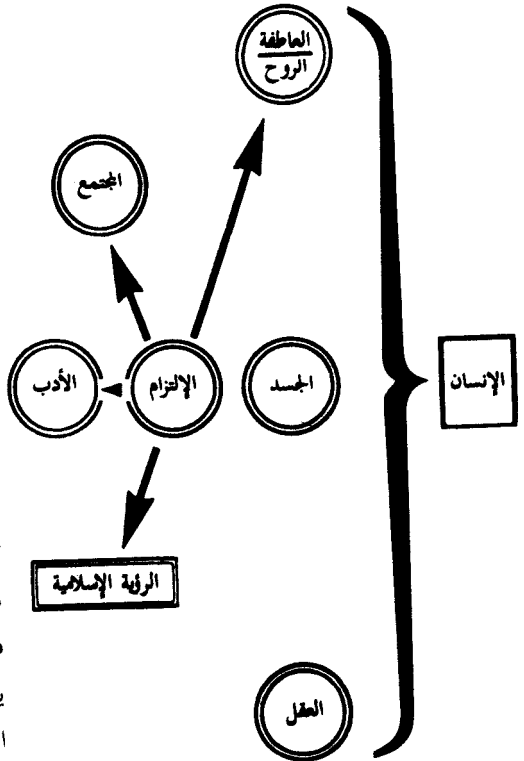 العاطفة
الروح
المجتمع
الإنسان
الجسد
الإلتزام
الأدب
الرؤية الإسلامية
العقل